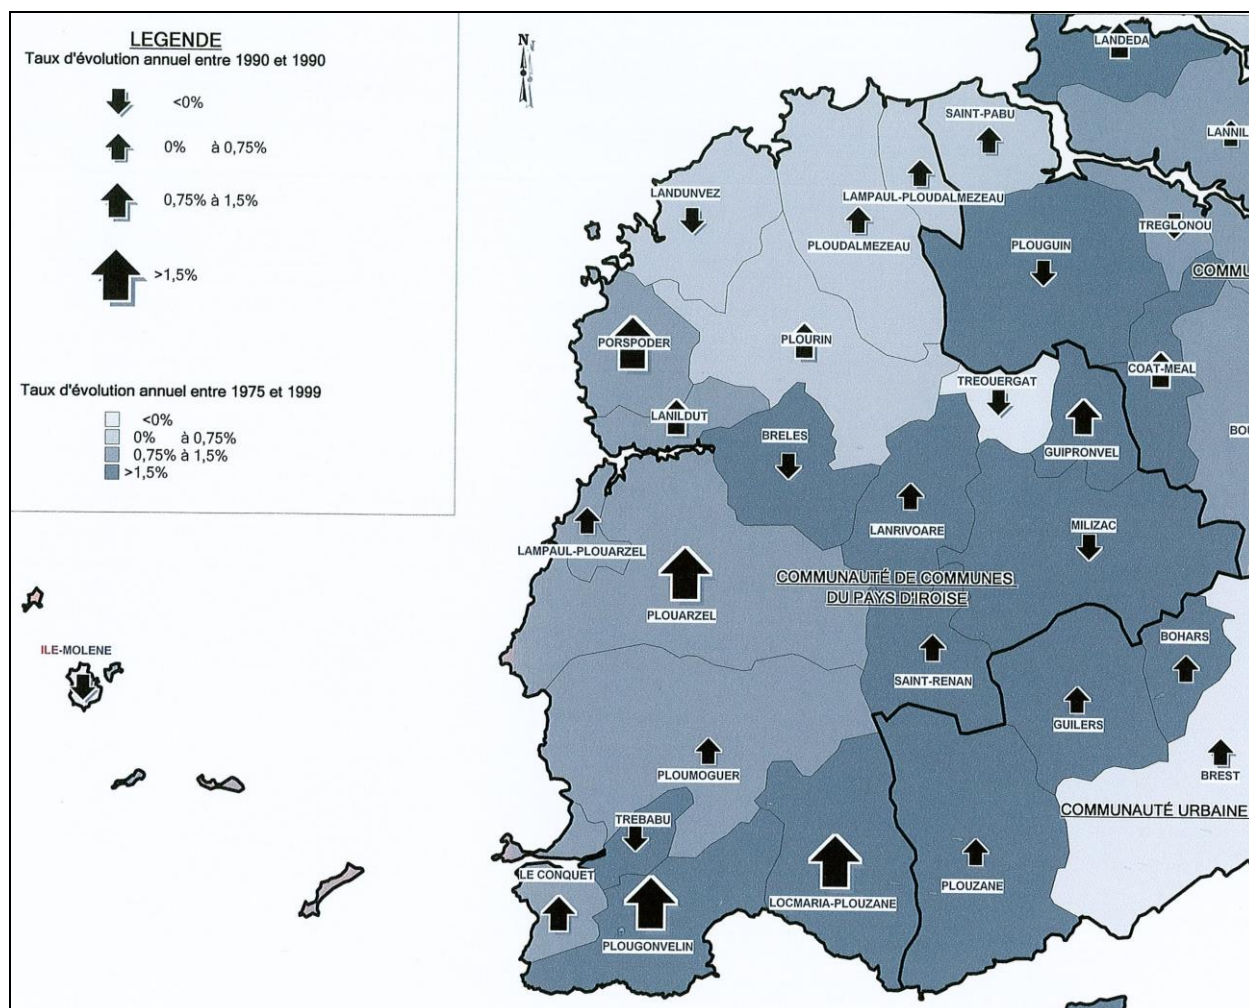 LEGENDE
Taux d'évolution annuel entre 1990 et 1990
<0%
0% à 0,75%
0,75% à 1,5%
>1,5%
Taux d'évolution annuel entre 1975 et 1999
<0%
0% à 0,75%
0,75% à 1,5%
>1,5%
N
LANDEDA
SAINT-PABU
LANNIL
LANDUNVEZ
LAMPAUL-PLOUDALMEZEAU
PLOUDALMEZEAU
PLOUGUIN
TREGLONOU
COMMU
PORSPODER
PLOURIN
TREOUERGAT
COAT-MEAL
LANILDUT
BRELES
GUIPRONVEL
BOU
LANRIVOARE
MILIZAC
LAMPAUL-PLOUARZEL
COMMUNAUTÉ DE COMMUNES
DU PAYS D'IROISE
PLOUARZEL
ILE-MOLENE
BOHARS
SAINT-RENAN
GUILERS
PLOUMOGUER
BREST
COMMUNAUTÉ URBAINE
TREBABU
LE CONQUET
PLOUZANE
LOCMARIA-PLOUZANE
PLOUGONVELIN